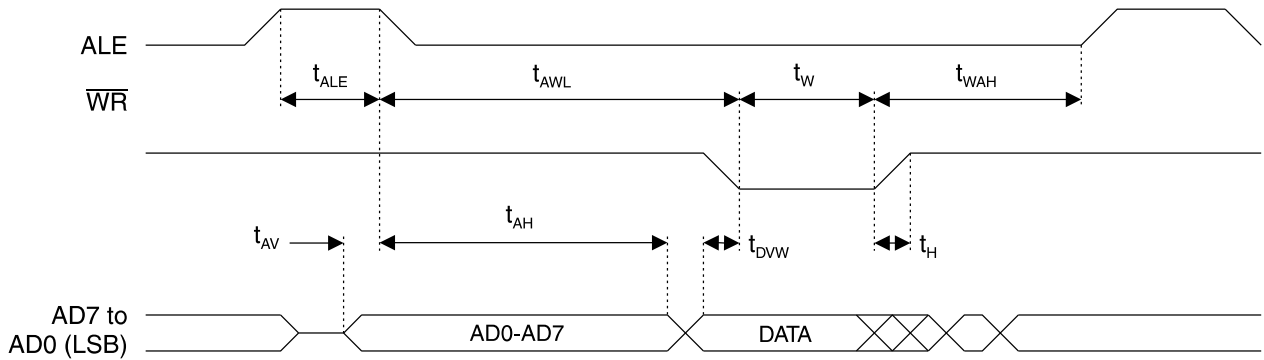 ALE
tALE
tAWL
tW
tWAH
WR
tAH
tAV
tDVW
tH
AD7 to
AD0 (LSB)
AD0-AD7
DATA